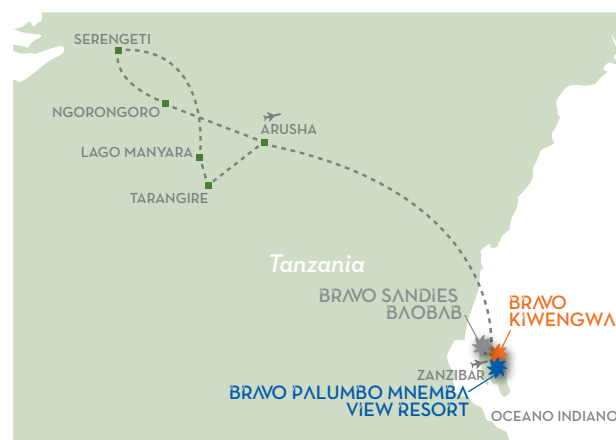 SERENGETI
NGORONGORO
ARUSHA
LAGO MANYARA
TARANGIRE
Tanzania
BRAVO SANDIES
BAOBAB
BRAVO
KIWENGWA
ZANZIBAR
BRAVO PALUMBO MNEMBA
VIEW RESORT
OCEANO INDIANO